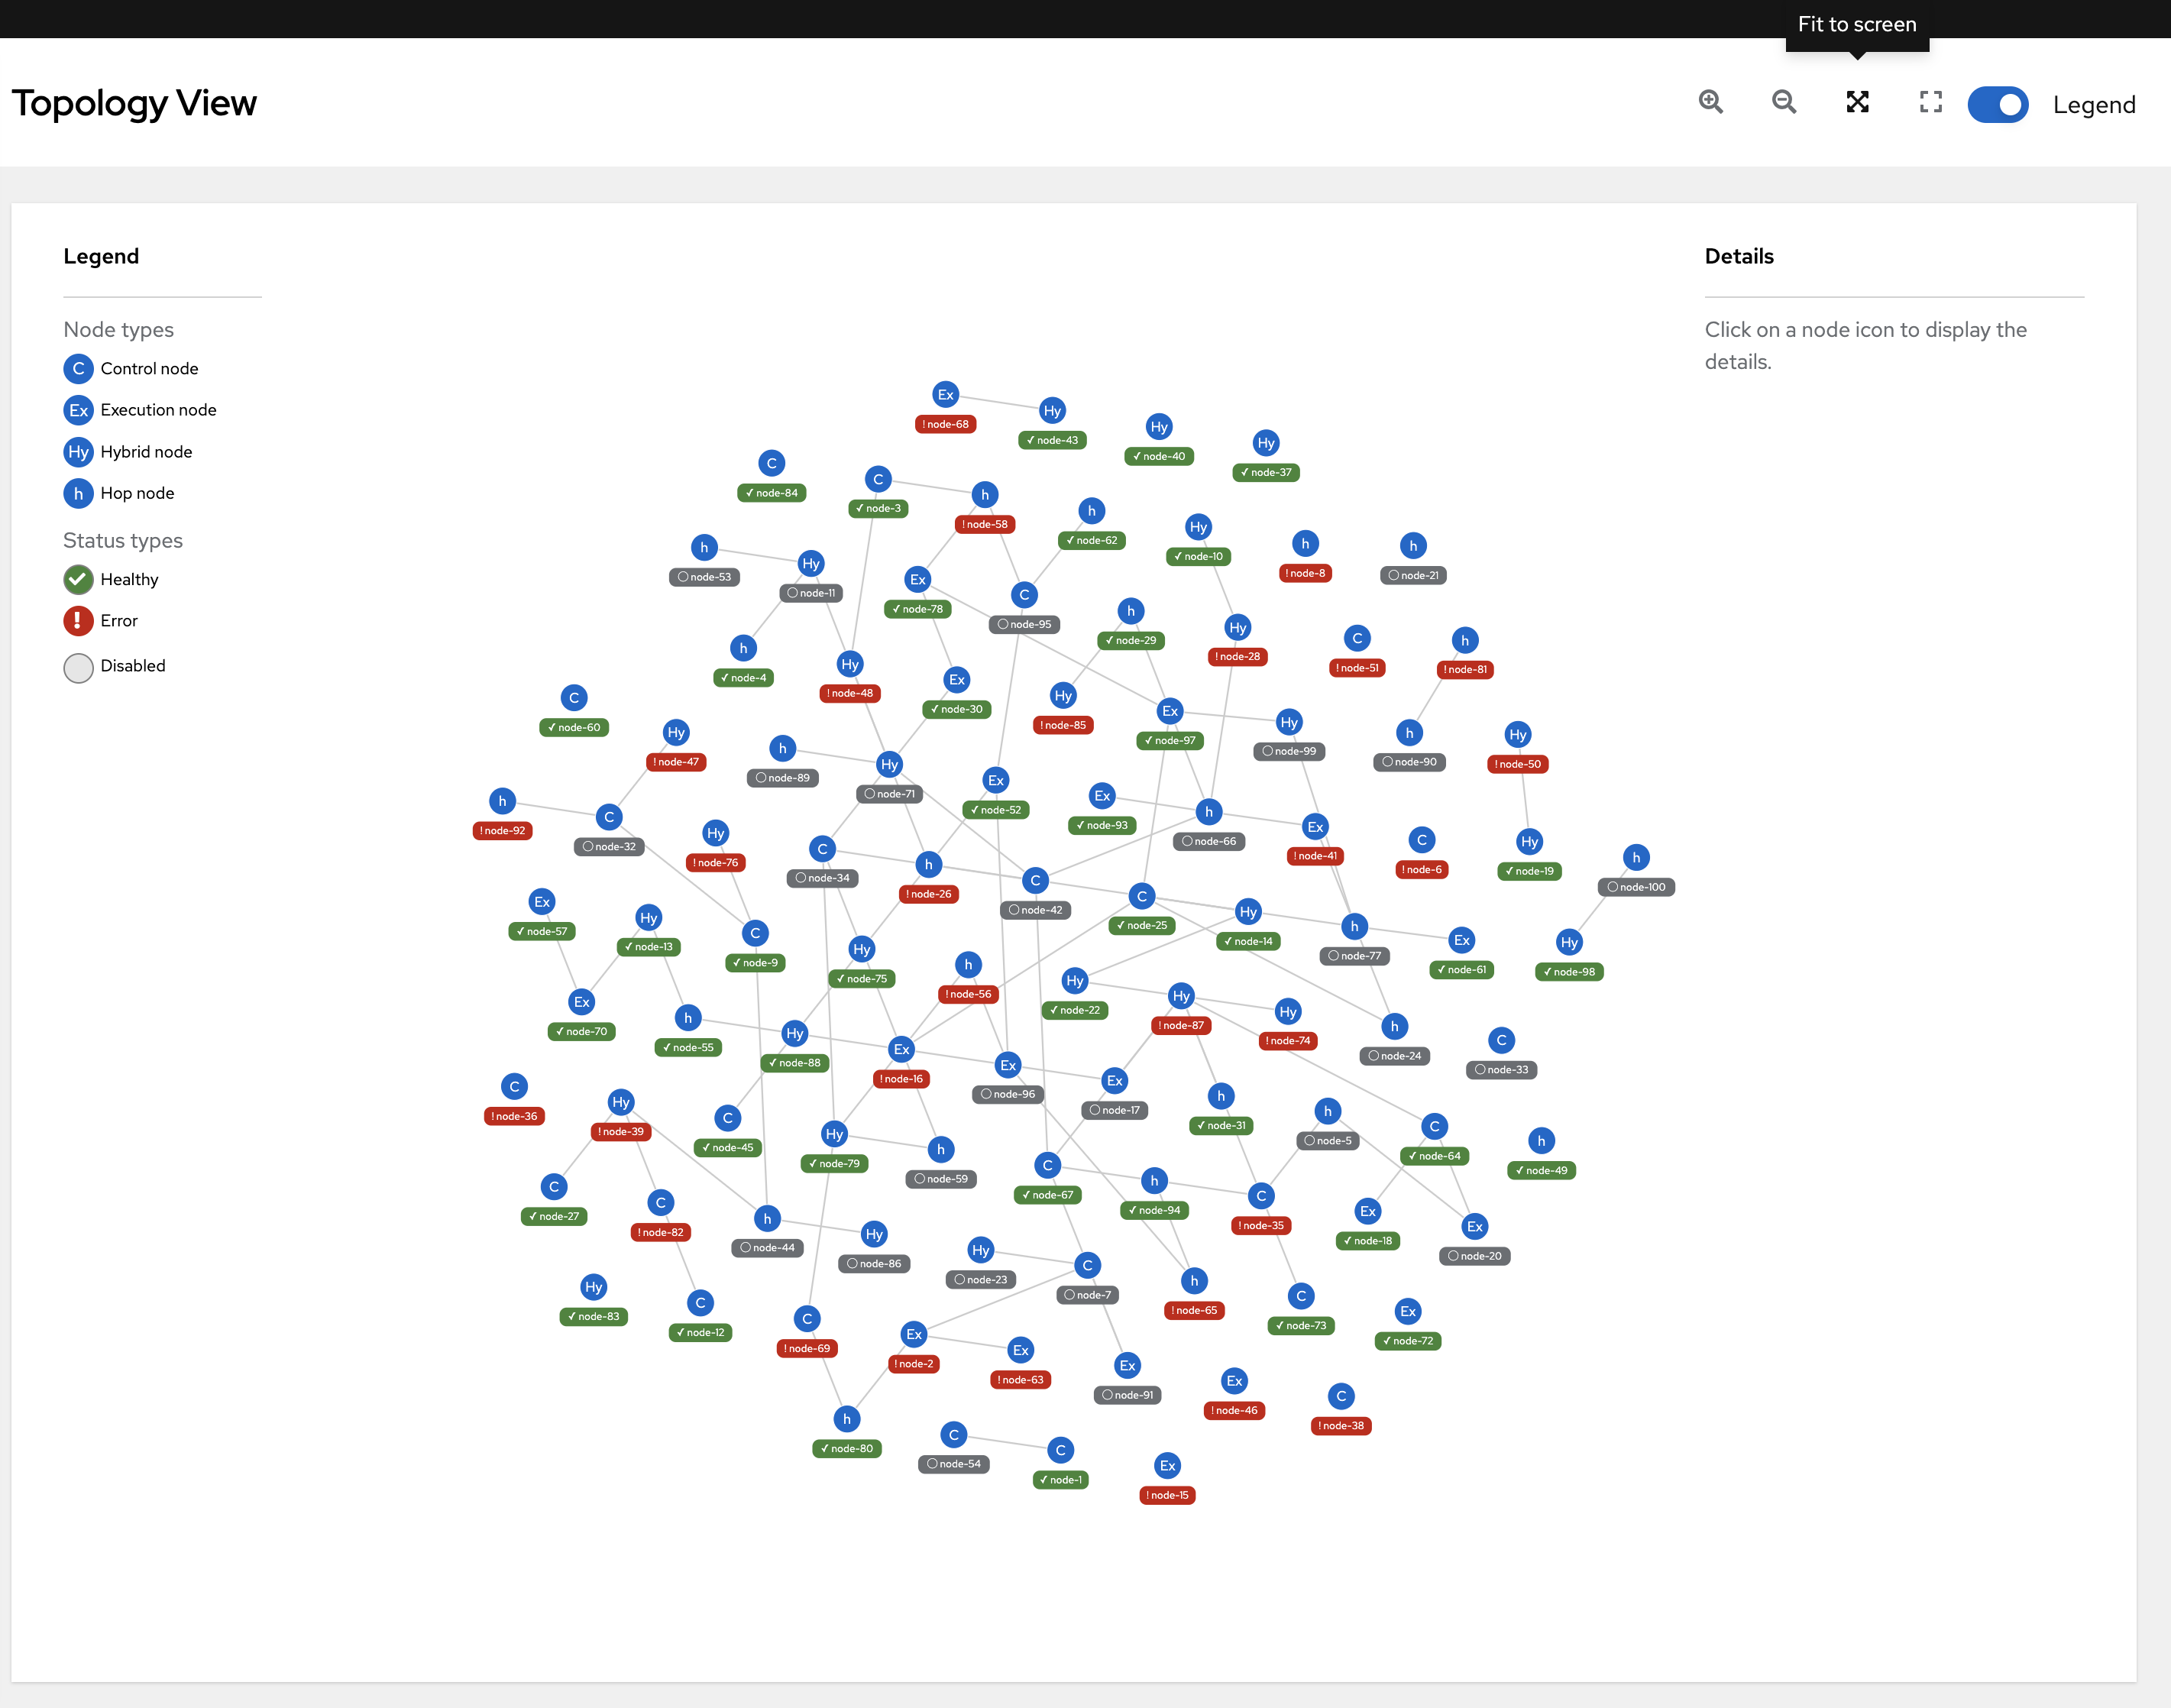 Fit to screen
Topology View
Legend
Legend
Node types
C Control node
Ex Execution node
Hy Hybrid node
h Hop node
Status types
Healthy
! Error
Disabled
Details
Click on a node icon to display the
details.
Ex
! node-68
Hy
✓ node-43
Hy
✓ node-40
Hy
✓ node-37
C
✓ node-84
C
✓ node-3
h
! node-58
h
✓ node-62
Hy
✓ node-10
h
! node-8
h
node-21
h
node-53
Hy
node-11
Ex
✓ node-78
C
node-95
h
✓ node-29
Hy
! node-28
C
! node-51
h
! node-81
h
✓ node-4
Hy
! node-48
Ex
✓ node-30
Hy
! node-85
Ex
✓ node-97
Hy
node-99
h
node-90
Hy
! node-50
C
✓ node-60
Hy
! node-47
h
node-89
Hy
node-71
Ex
✓ node-52
Ex
✓ node-93
h
node-66
Ex
! node-41
C
! node-6
Hy
✓ node-19
h
node-100
h
! node-92
C
node-32
Hy
! node-76
C
node-34
h
! node-26
C
node-42
C
✓ node-25
Hy
✓ node-14
h
node-77
Ex
✓ node-61
Hy
✓ node-98
Ex
✓ node-57
Hy
✓ node-13
C
✓ node-9
Hy
✓ node-75
h
! node-56
Hy
✓ node-22
Hy
! node-87
Hy
! node-74
h
node-24
C
node-33
Ex
✓ node-70
h
✓ node-55
Hy
✓ node-88
Ex
! node-16
Ex
node-96
Ex
node-17
h
✓ node-31
h
node-5
C
✓ node-64
h
✓ node-49
C
! node-36
Hy
! node-39
C
✓ node-45
Hy
✓ node-79
h
node-59
C
✓ node-67
h
✓ node-94
C
! node-35
Ex
✓ node-18
Ex
node-20
C
✓ node-27
C
! node-82
h
node-44
Hy
node-86
Hy
node-23
C
node-7
h
! node-65
C
✓ node-73
Ex
✓ node-72
Hy
✓ node-83
C
✓ node-12
C
! node-69
Ex
! node-2
Ex
! node-63
Ex
node-91
Ex
! node-46
C
! node-38
h
✓ node-80
C
node-54
C
✓ node-1
Ex
! node-15